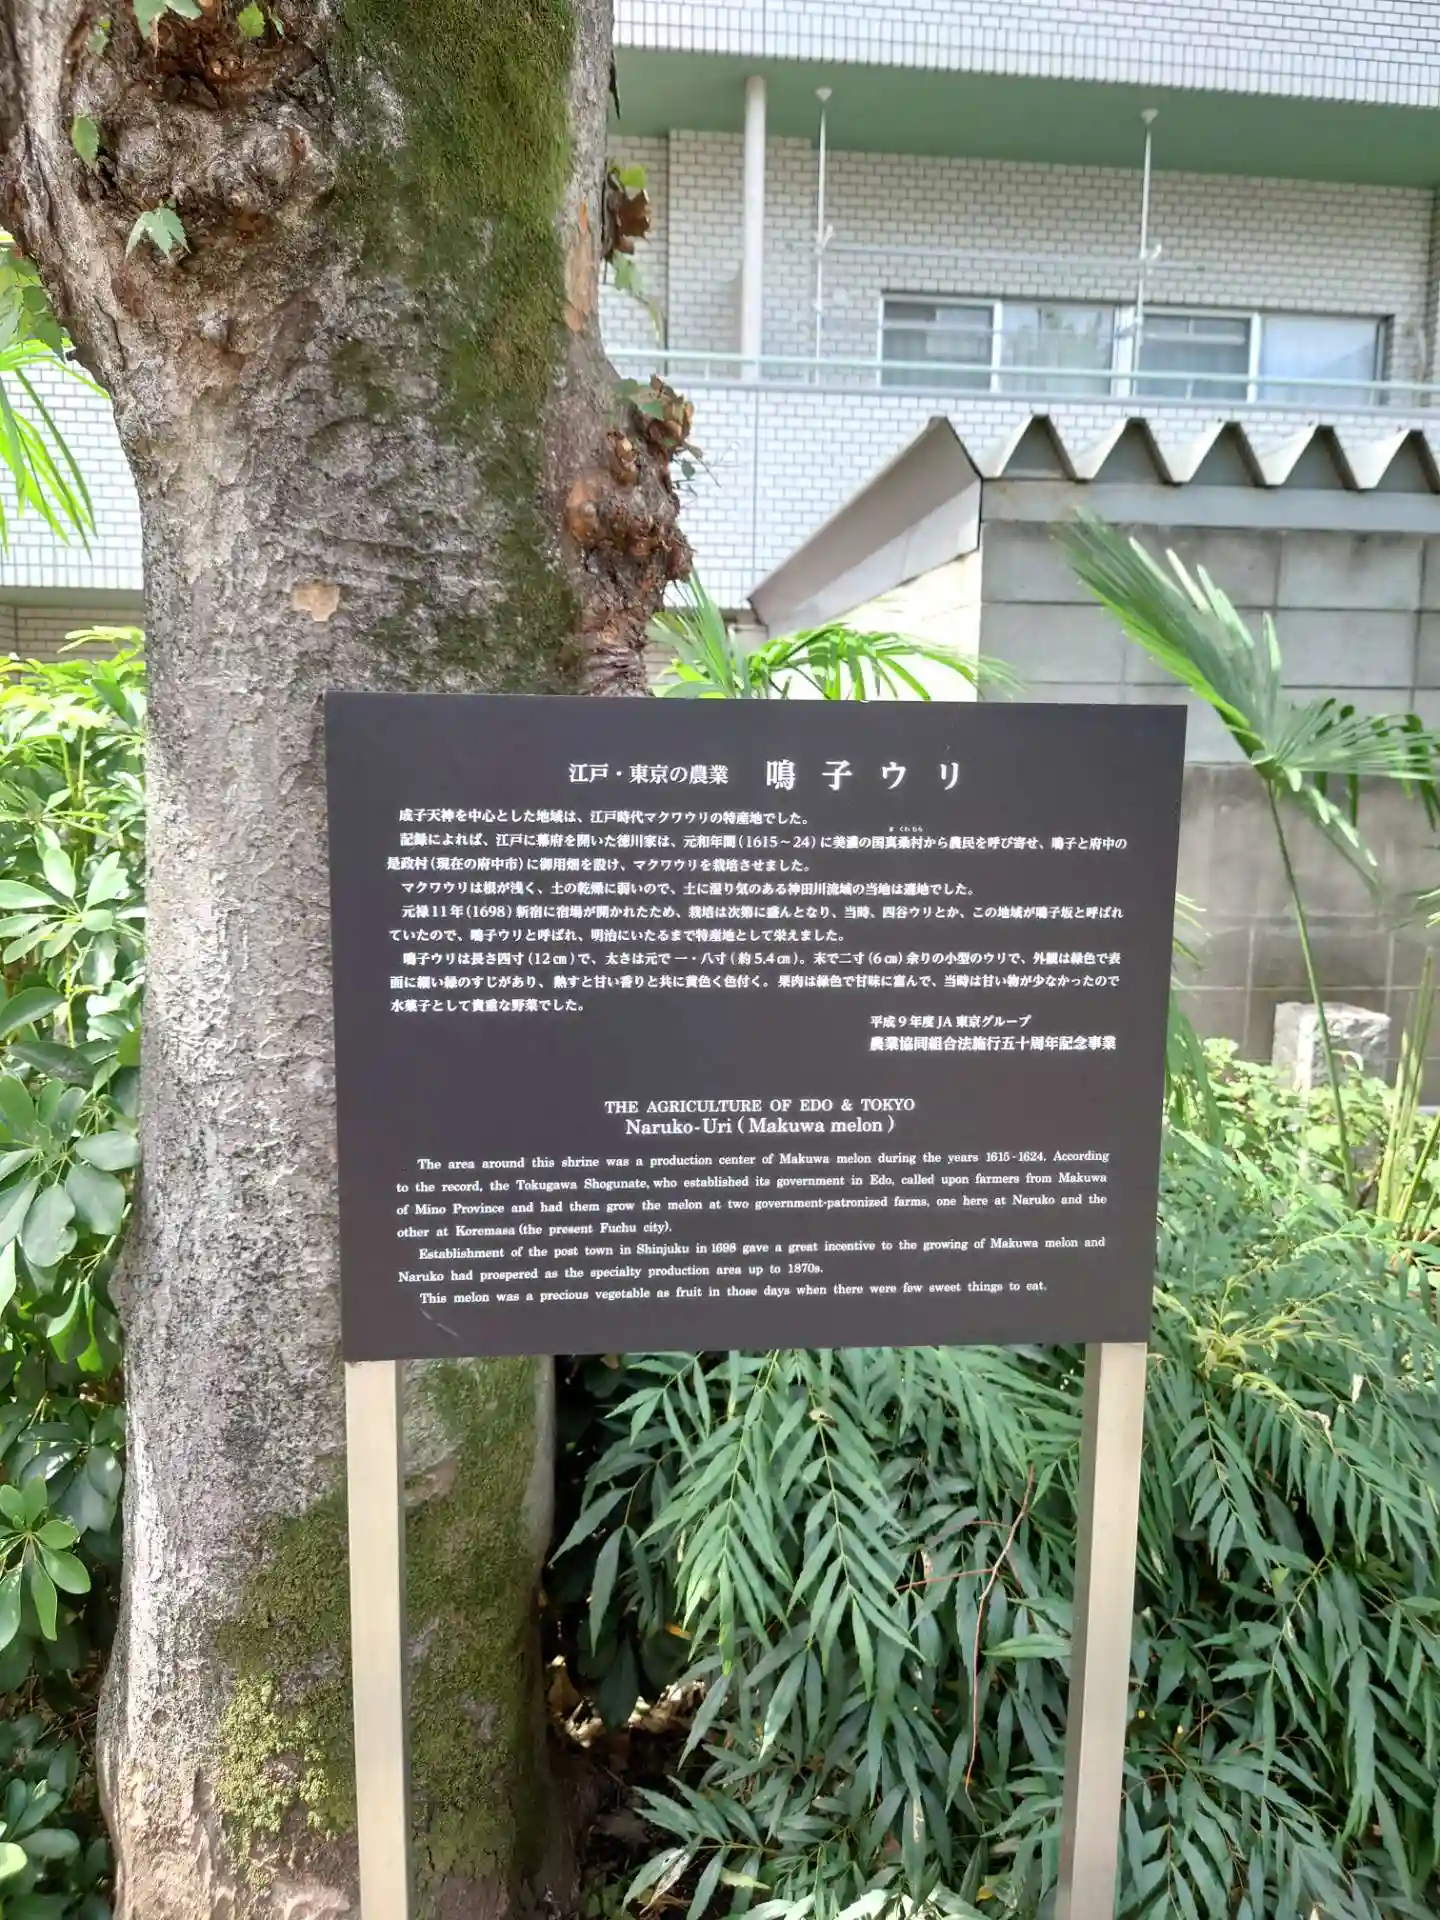 江戸・東京の農業 鳴子ウリ
成子天神を中心とした地域は、江戸時代マクワウリの特産地でした。
記録によれば、江戸に幕府を開いた徳川家は、元和年間(1615～24)に美濃の国真桑村から農民を呼び寄せ、鳴子と府中の
是政村(現在の府中市)に御用畑を設け、マクワウリを栽培させました。
マクワウリは根が浅く、土の乾燥に弱いので、土に湿り気のある神田川流域の当地は適地でした。
元禄11年(1698)新宿に宿場が開かれたため、栽培は次第に盛んとなり、当時、四谷ウリとか、この地域が鳴子坂と呼ばれ
ていたので、鳴子ウリと呼ばれ、明治にいたるまで特産地として栄えました。
鳴子ウリは長さ四寸(12㎝)で、太さは元で一・八寸(約5.4㎝)。末で二寸(6㎝)余りの小型のウリで、外観は緑色で表
面に細い緑のすじがあり、熟すと甘い香りと共に黄色く色付く。果肉は緑色で甘味に富んで、当時は甘い物が少なかったので
水菓子として貴重な野菜でした。
平成9年度JA東京グループ
農業協同組合法施行五十周年記念事業
THE AGRICULTURE OF EDO & TOKYO
Naruko-Uri (Makuwa melon)
The area around this shrine was a production center of Makuwa melon during the years 1615-1624. According
to the record, the Tokugawa Shogunate, who established its government in Edo, called upon farmers from Makuwa
of Mino Province and had them grow the melon at two government-patronized farms, one here at Naruko and the
other at Koremasa (the present Fuchu city).
Establishment of the post town in Shinjuku in 1698 gave a great incentive to the growing of Makuwa melon and
Naruko had prospered as the specialty production area up to 1870s.
This melon was a precious vegetable as fruit in those days when there were few sweet things to eat.